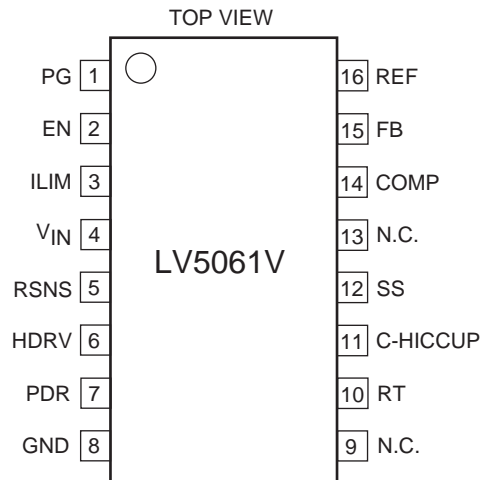 TOP VIEW
PG 1
EN 2
ILIM 3
VIN 4
RSNS 5
HDRV 6
PDR 7
GND 8
LV5061V
16 REF
15 FB
14 COMP
13 N.C.
12 SS
11 C-HICCUP
10 RT
9 N.C.